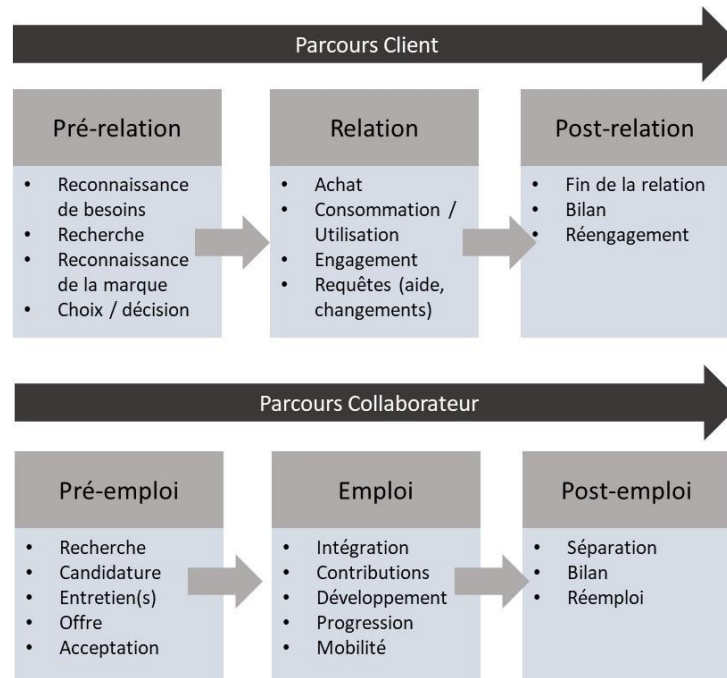 Parcours Client
Pré-relation
• Reconnaissance
de besoins
• Recherche
• Reconnaissance
de la marque
• Choix / décision
Relation
• Achat
• Consommation /
Utilisation
• Engagement
• Requêtes (aide,
changements)
Post-relation
• Fin de la relation
• Bilan
• Réengagement
Parcours Collaborateur
Pré-emploi
• Recherche
• Candidature
• Entretien(s)
• Offre
• Acceptation
Emploi
• Intégration
• Contributions
• Développement
• Progression
• Mobilité
Post-emploi
• Séparation
• Bilan
• Réemploi